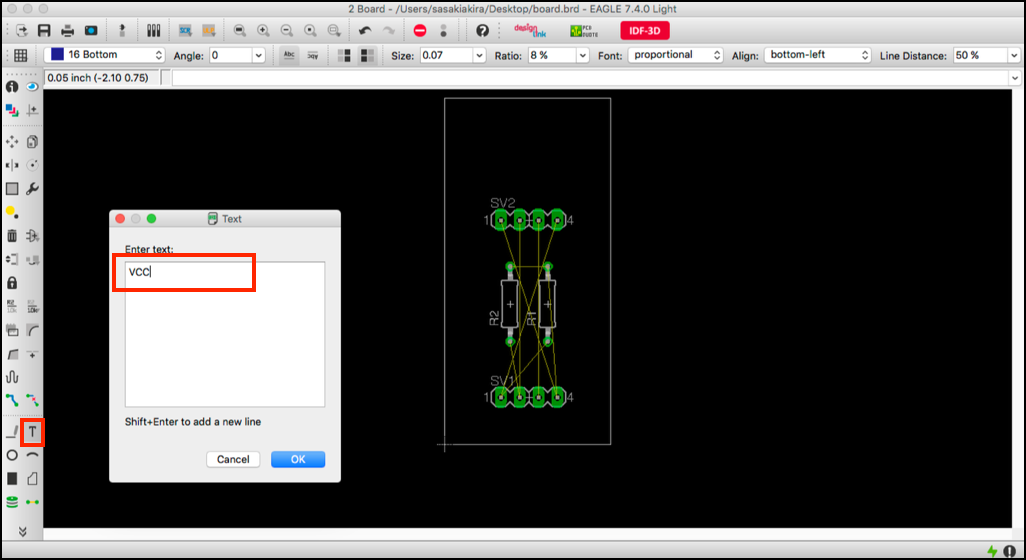 2 Board - /Users/sasakiakira/Desktop/board.brd - EAGLE 7.4.0 Light
design link
PCB QUOTE
IDF-3D
16 Bottom
Angle: 0
Abc
Size: 0.07
Ratio: 8 %
Font: proportional
Align: bottom-left
Line Distance: 50 %
0.05 inch (-2.10 0.75)
SV2
1
4
Text
Enter text:
VCC
R2
R1
SV1
1
4
Shift+Enter to add a new line
Cancel
OK
T